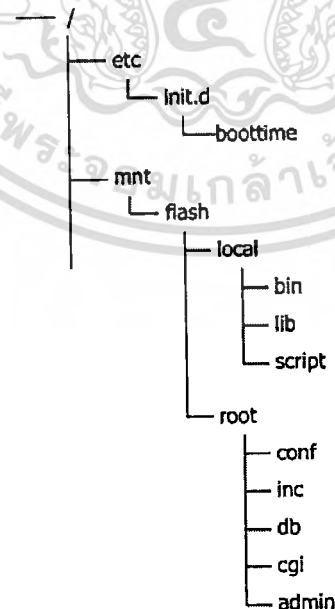 /
etc
init.d
boottime
mnt
flash
local
bin
lib
script
root
conf
inc
db
cgi
admin